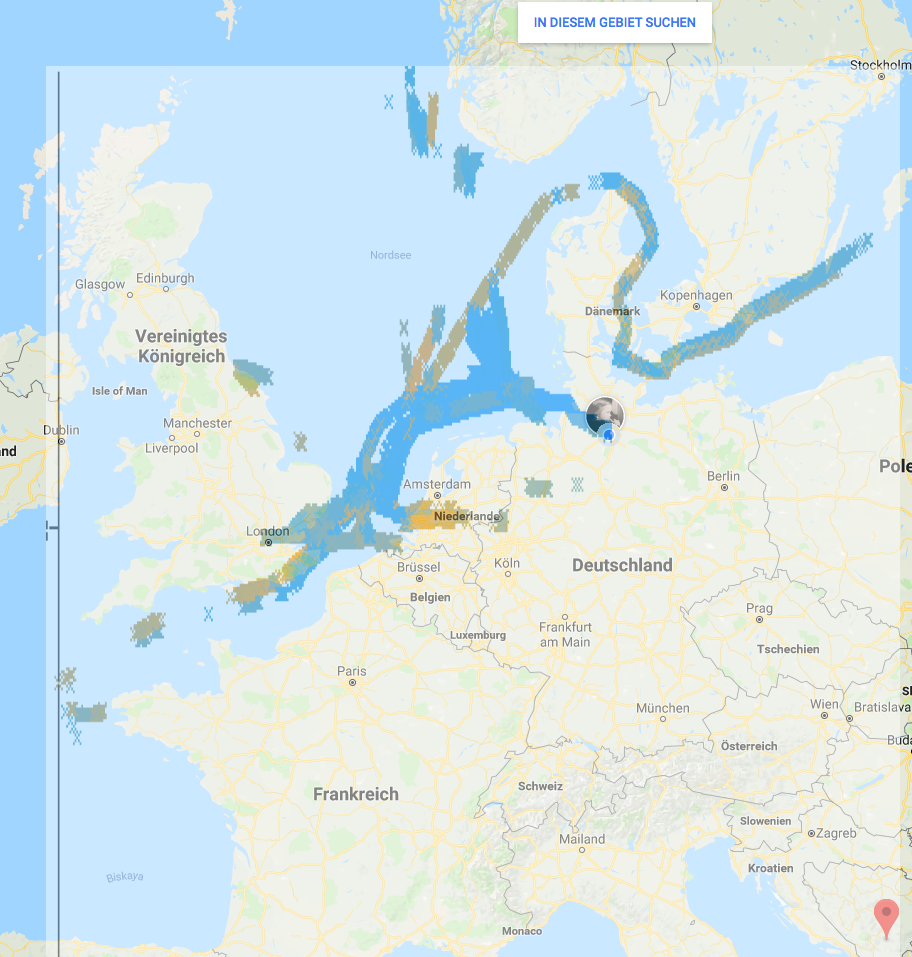 IN DIESEM GEBIET SUCHEN
Stockholm
Nordsee
Glasgow
Edinburgh
Kopenhagen
Dänemark
Vereinigtes
Königreich
Isle of Man
Dublin
Manchester
Liverpool
and
Pole
Berlin
Amsterdam
Niederlande
London
Köln
Deutschland
Brüssel
Belgien
Prag
Frankfurt
am Main
Luxemburg
Tschechien
Paris
München
Wien
Bratislava
Österreich
Buda
Schweiz
Frankreich
Slowenien
Mailand
Zagreb
Kroatien
Biskaya
Monaco